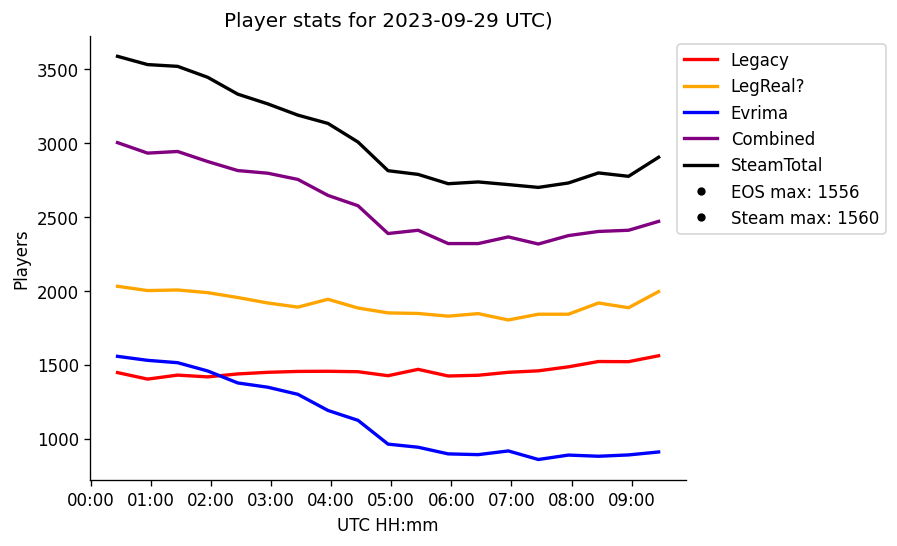 Player stats for 2023-09-29 UTC)
Legacy
LegReal?
Evrima
Combined
SteamTotal
EOS max: 1556
Steam max: 1560
Players
3500
3000
2500
2000
1500
1000
00:00 01:00 02:00 03:00 04:00 05:00 06:00 07:00 08:00 09:00
UTC HH:mm